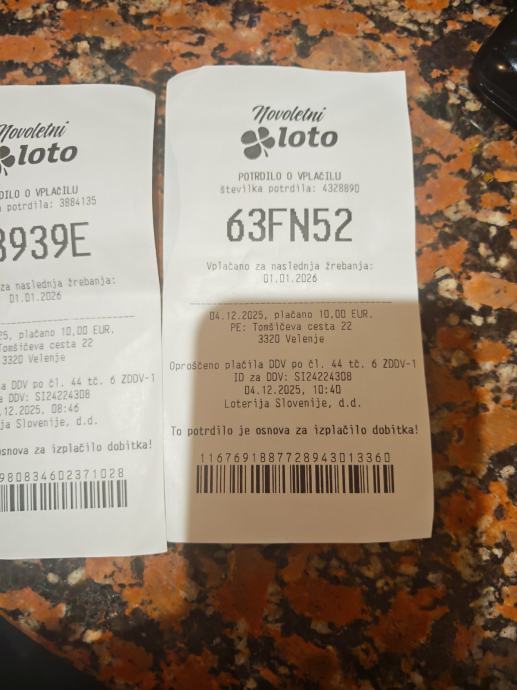 Novoletni
loto
DILO O VPLAČILU
potrdila: 3884135
8939E
za naslednja žrebanja:
01.01.2026
25, plačano 10,00 EUR.
Tomšičeva cesta 22
3320 Velenje
DDV po čl. 44 tč. 6 ZDDV-1
DDV: SI24224308
.12.2025, 08:46
ja Slovenije, d.d.
osnova za izplačilo dobitka!
980834602371028
Novoletni
loto
POTRDILO O VPLAČILU
številka potrdila: 4328890
63FN52
Vplačano za naslednja žrebanja:
01.01.2026
04.12.2025, plačano 10,00 EUR.
PE: Tomšičeva cesta 22
3320 Velenje
Oproščeno plačila DDV po čl. 44 tč. 6 ZDDV-1
ID za DDV: SI24224308
04.12.2025, 10:40
Loterija Slovenije, d.d.
To potrdilo je osnova za izplačilo dobitka!
1167691887728943013360